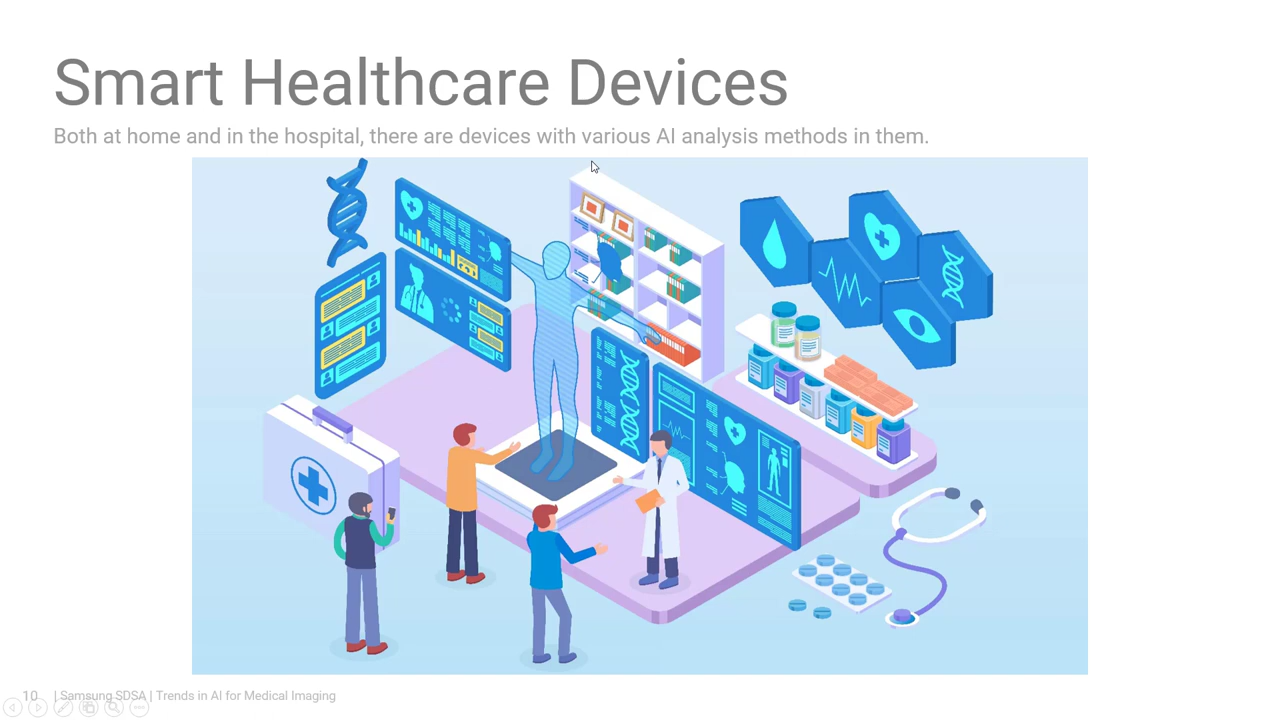 Smart Healthcare Devices
Both at home and in the hospital, there are devices with various AI analysis methods in them.
10 | Samsung SDSA | Trends in AI for Medical Imaging